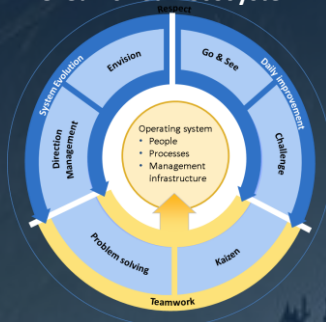 Respect
System Evolution
Envision
Go & See
Daily improvement
Direction
Management
Challenge
Operating system
• People
• Processes
• Management
infrastructure
Problem solving
Kaizen
Teamwork